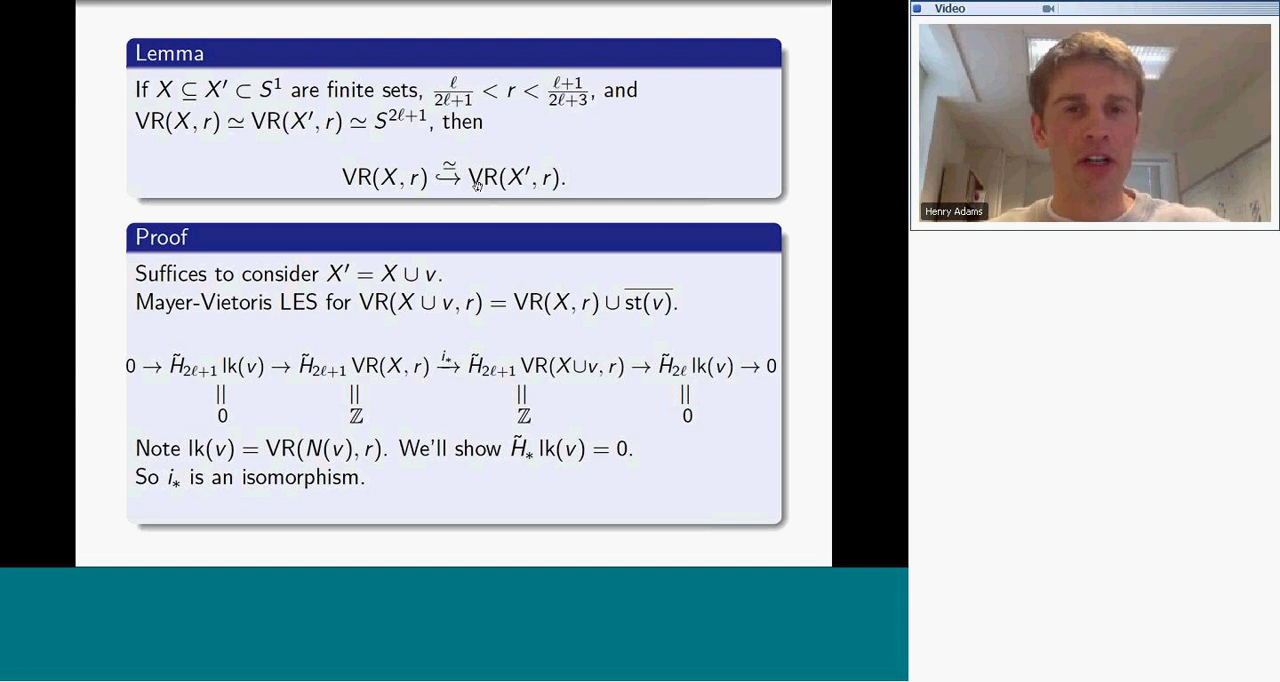 Lemma
If X ⊆ X′ ⊂ S¹ are finite sets, ℓ/(2ℓ+1) < r < (ℓ+1)/(2ℓ+3), and
VR(X, r) ≃ VR(X′, r) ≃ S^{2ℓ+1}, then
VR(X, r) ↪^{≃} VR(X′, r).
Proof
Suffices to consider X′ = X ∪ v.
Mayer-Vietoris LES for VR(X ∪ v, r) = VR(X, r) ∪ \overline{st(v)}.
0 → H̃_{2ℓ+1} lk(v) → H̃_{2ℓ+1} VR(X, r) →^{i_*} H̃_{2ℓ+1} VR(X∪v, r) → H̃_{2ℓ} lk(v) → 0
|| || || ||
0 ℤ ℤ 0
Note lk(v) = VR(N(v), r). We'll show H̃_* lk(v) = 0.
So i_* is an isomorphism.
Video
Henry Adams